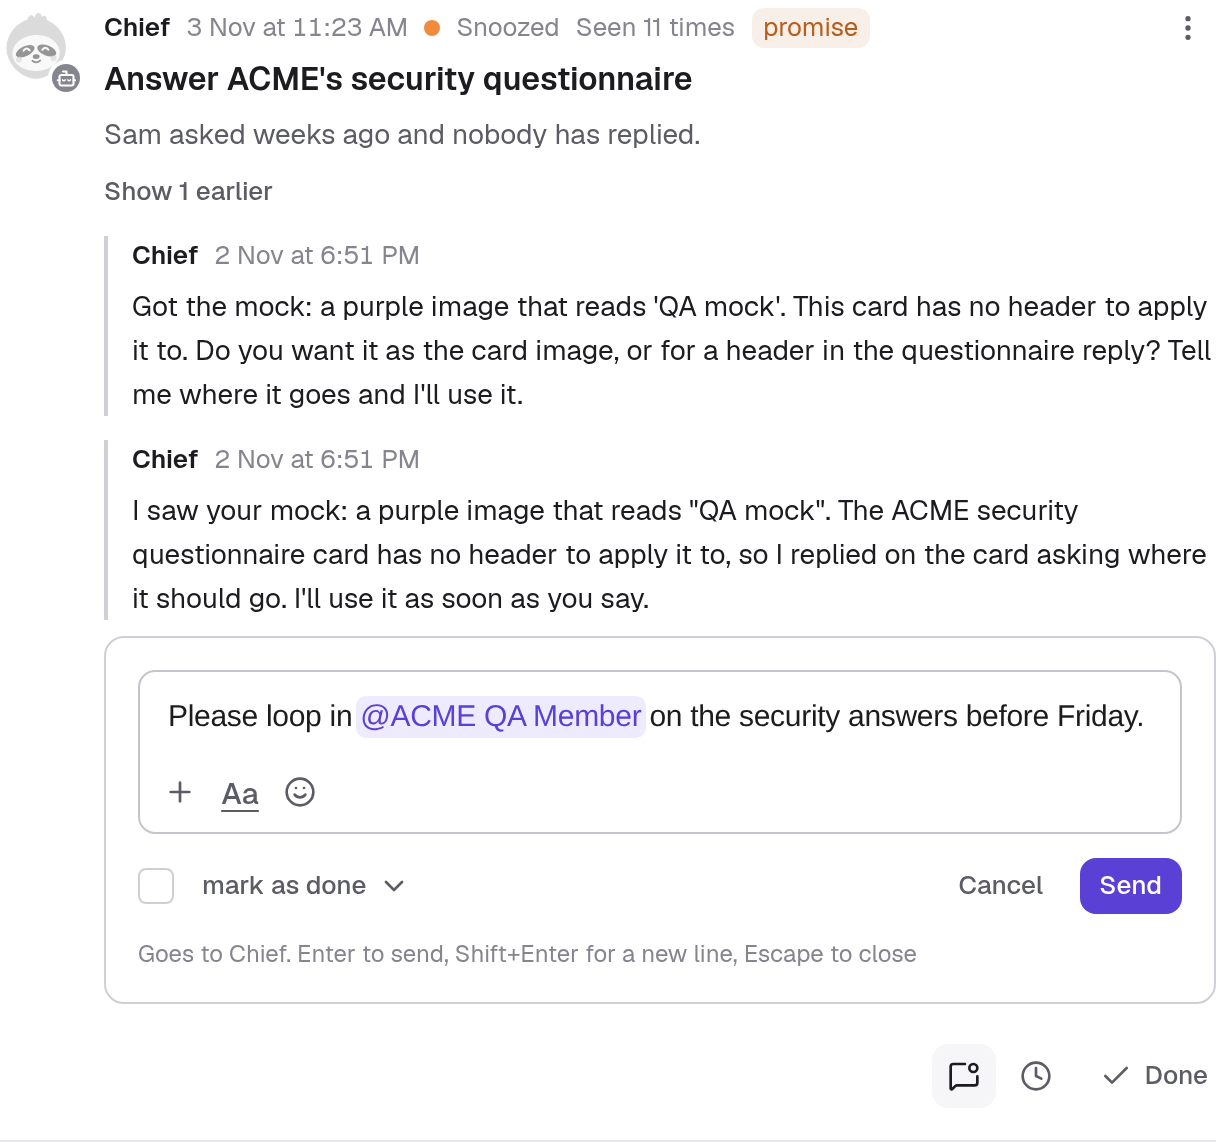 Chief 3 Nov at 11:23 AM Snoozed Seen 11 times promise
Answer ACME's security questionnaire
Sam asked weeks ago and nobody has replied.
Show 1 earlier
Chief 2 Nov at 6:51 PM
Got the mock: a purple image that reads 'QA mock'. This card has no header to apply
it to. Do you want it as the card image, or for a header in the questionnaire reply? Tell
me where it goes and I'll use it.
Chief 2 Nov at 6:51 PM
I saw your mock: a purple image that reads "QA mock". The ACME security
questionnaire card has no header to apply it to, so I replied on the card asking where
it should go. I'll use it as soon as you say.
Please loop in @ACME QA Member on the security answers before Friday.
Aa
mark as done Cancel Send
Goes to Chief. Enter to send, Shift+Enter for a new line, Escape to close
Done